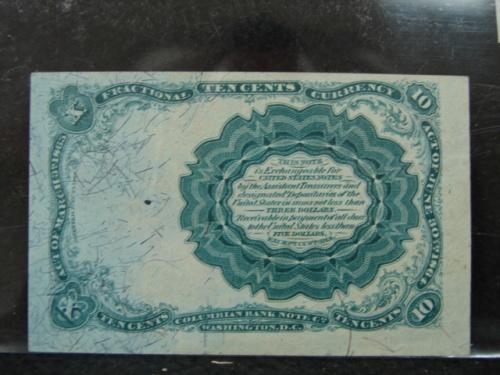 FRACTIONAL TEN CENTS CURRENCY
10
THIS NOTE
is Exchangeable for
UNITED STATES NOTES
by the Assistant Treasurers and
designated Depositaries of the
United States in sums not less than
THREE DOLLARS.
Receivable in payment of all dues
to the United States less than
FIVE DOLLARS,
EXCEPT CUSTOMS.
TEN CENTS
COLUMBIAN BANK NOTE Co.
WASHINGTON, D.C.
TEN CENTS
10